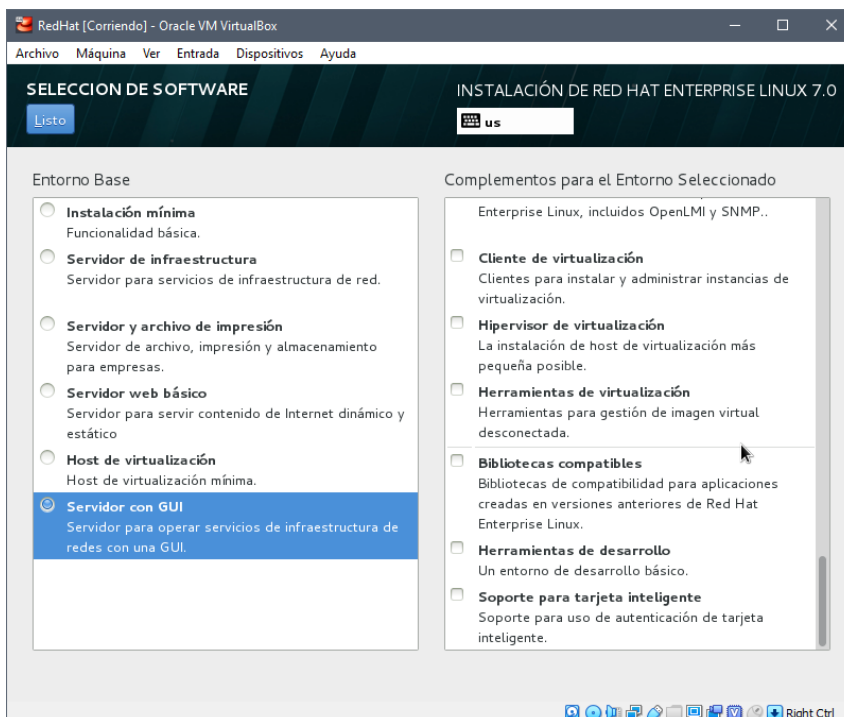 RedHat [Corriendo] - Oracle VM VirtualBox
Archivo Máquina Ver Entrada Dispositivos Ayuda
SELECCION DE SOFTWARE
Listo
INSTALACIÓN DE RED HAT ENTERPRISE LINUX 7.0
us
Entorno Base
Instalación mínima
Funcionalidad básica.
Servidor de infraestructura
Servidor para servicios de infraestructura de red.
Servidor y archivo de impresión
Servidor de archivo, impresión y almacenamiento
para empresas.
Servidor web básico
Servidor para servir contenido de Internet dinámico y
estático
Host de virtualización
Host de virtualización mínima.
Servidor con GUI
Servidor para operar servicios de infraestructura de
redes con una GUI.
Complementos para el Entorno Seleccionado
Enterprise Linux, incluidos OpenLMI y SNMP..
Cliente de virtualización
Clientes para instalar y administrar instancias de
virtualización.
Hipervisor de virtualización
La instalación de host de virtualización más
pequeña posible.
Herramientas de virtualización
Herramientas para gestión de imagen virtual
desconectada.
Bibliotecas compatibles
Bibliotecas de compatibilidad para aplicaciones
creadas en versiones anteriores de Red Hat
Enterprise Linux.
Herramientas de desarrollo
Un entorno de desarrollo básico.
Soporte para tarjeta inteligente
Soporte para uso de autenticación de tarjeta
inteligente.
Right Ctrl